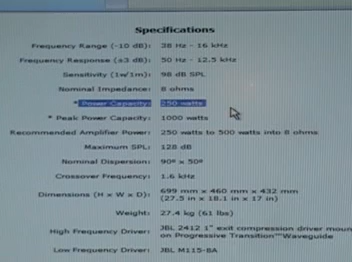 Specifications
Frequency Range (-10 dB): 38 Hz - 16 kHz
Frequency Response (±3 dB): 50 Hz - 12.5 kHz
Sensitivity (1w/1m): 98 dB SPL
Nominal Impedance: 8 ohms
* Power Capacity: 250 watts
* Peak Power Capacity: 1000 watts
Recommended Amplifier Power: 250 watts to 500 watts into 8 ohms
Maximum SPL: 128 dB
Nominal Dispersion: 90º x 50º
Crossover Frequency: 1.6 kHz
Dimensions (H x W x D): 699 mm x 460 mm x 432 mm
(27.5 in x 18.1 in x 17 in)
Weight: 27.4 kg (61 lbs)
High Frequency Driver: JBL 2412 1" exit compression driver moun
on Progressive Transition™Waveguide
Low Frequency Driver: JBL M115-8A